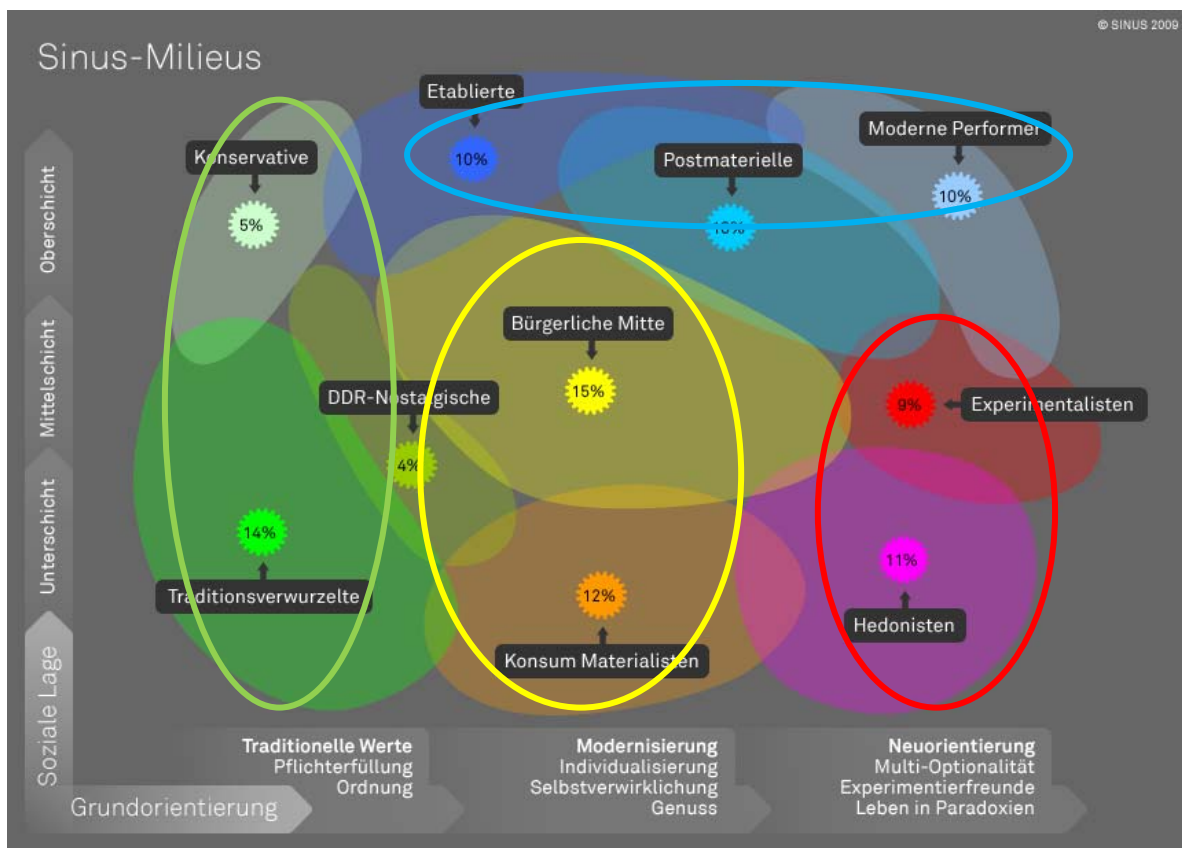 © SINUS 2009
Sinus-Milieus
Etablierte
10%
Konservative
5%
Postmaterielle
10%
Moderne Performer
10%
Bürgerliche Mitte
15%
DDR-Nostalgische
4%
9%
Experimentalisten
14%
Traditionsverwurzelte
12%
Konsum Materialisten
11%
Hedonisten
Oberschicht
Mittelschicht
Unterschicht
Soziale Lage
Grundorientierung
Traditionelle Werte
Pflichterfüllung
Ordnung
Modernisierung
Individualisierung
Selbstverwirklichung
Genuss
Neuorientierung
Multi-Optionalität
Experimentierfreunde
Leben in Paradoxien